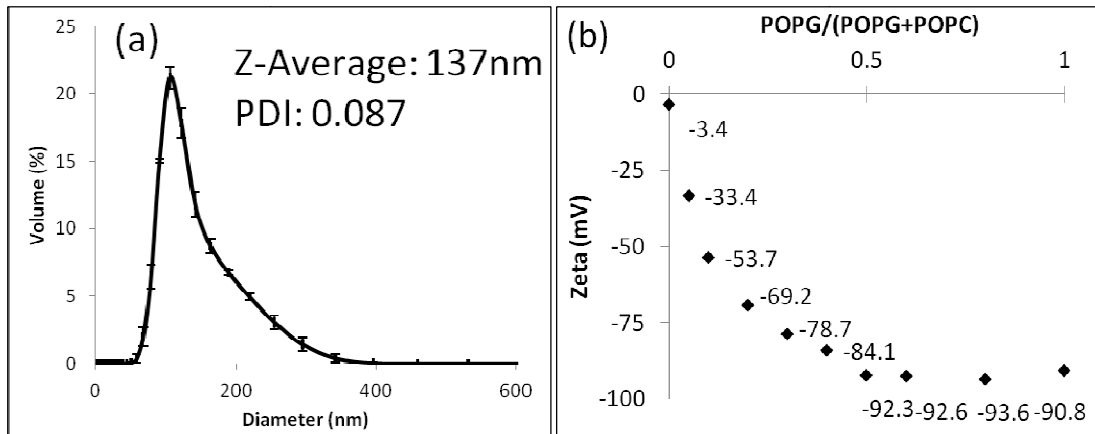 (a)
Z-Average: 137nm
PDI: 0.087
25
20
15
10
5
0
Volume (%)
0 200 400 600
Diameter (nm)
(b)
POPG/(POPG+POPC)
0 0.5 1
0
-25
-50
-75
-100
Zeta (mV)
-3.4
-33.4
-53.7
-69.2
-78.7
-84.1
-92.3 -92.6 -93.6 -90.8